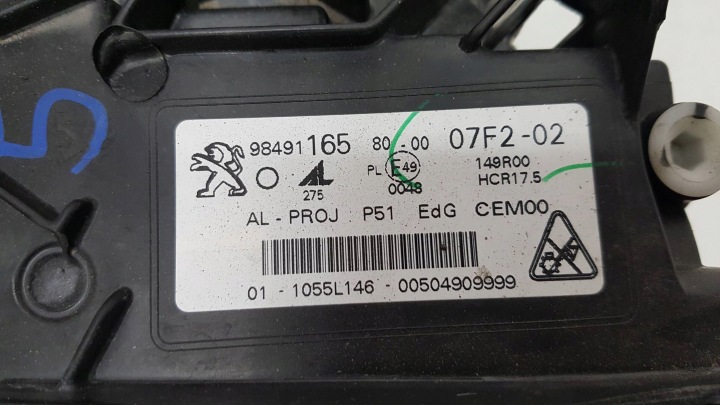 5
98491165 80-00 07F2-02
PL E49 149R00
275 0048 HCR17.5
AL - PROJ P51 EdG CEM00
01 - 1055L146 - 00504909999